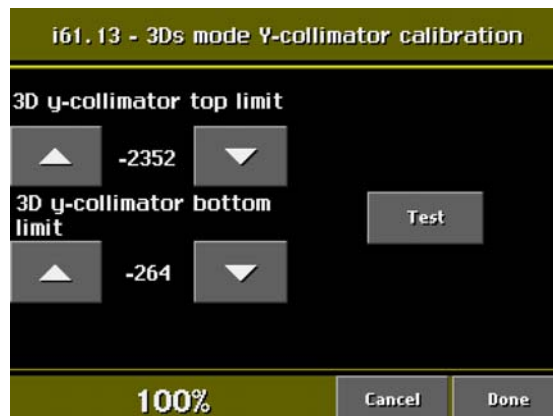 i61.13 - 3Ds mode Y-collimator calibration
3D y-collimator top limit
-2352
3D y-collimator bottom
limit
Test
-264
100%
Cancel
Done